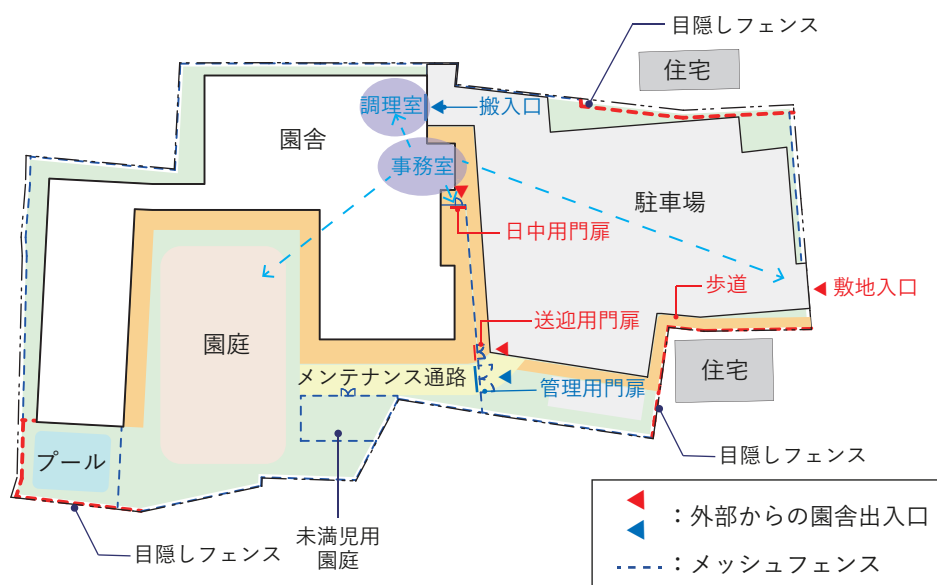 目隠しフェンス
住宅
調理室
搬入口
園舎
事務室
駐車場
日中用門扉
歩道
敷地入口
送迎用門扉
園庭
メンテナンス通路
住宅
管理用門扉
プール
目隠しフェンス
未満児用
園庭
目隠しフェンス
：外部からの園舎出入口
：メッシュフェンス